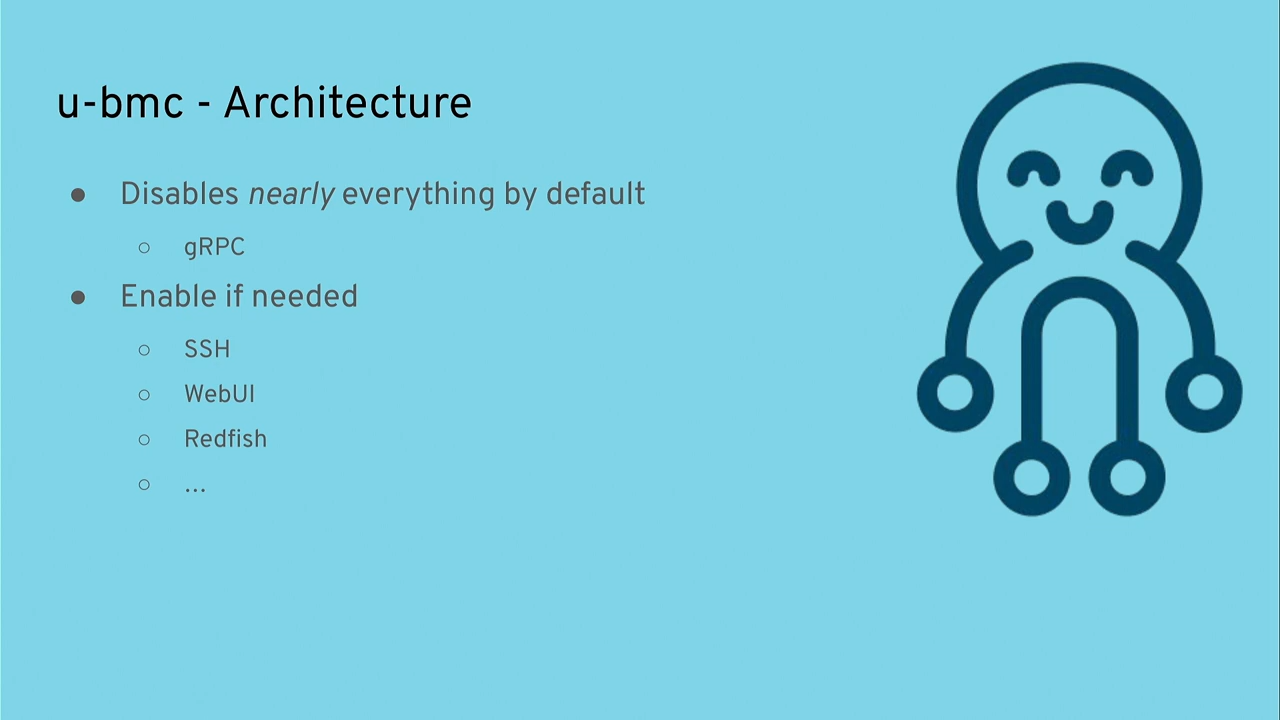 u-bmc - Architecture
● Disables nearly everything by default
○ gRPC
● Enable if needed
○ SSH
○ WebUI
○ Redfish
○ ...